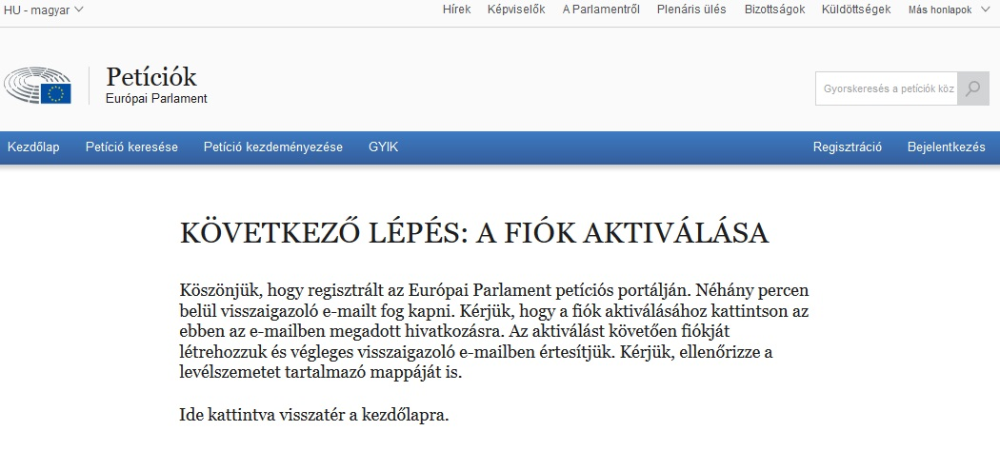 HU - magyar
Hírek Képviselők A Parlamentről Plenáris ülés Bizottságok Küldöttségek Más honlapok
Petíciók
Európai Parlament
Gyorskeresés a petíciók köz
Kezdőlap Petíció keresése Petíció kezdeményezése GYIK Regisztráció Bejelentkezés
KÖVETKEZŐ LÉPÉS: A FIÓK AKTIVÁLÁSA
Köszönjük, hogy regisztrált az Európai Parlament petíciós portálján. Néhány percen
belül visszaigazoló e-mailt fog kapni. Kérjük, hogy a fiók aktiválásához kattintson az
ebben az e-mailben megadott hivatkozásra. Az aktiválást követően fiókját
létrehozzuk és végleges visszaigazoló e-mailben értesítjük. Kérjük, ellenőrizze a
levélszemetet tartalmazó mappáját is.
Ide kattintva visszatér a kezdőlapra.